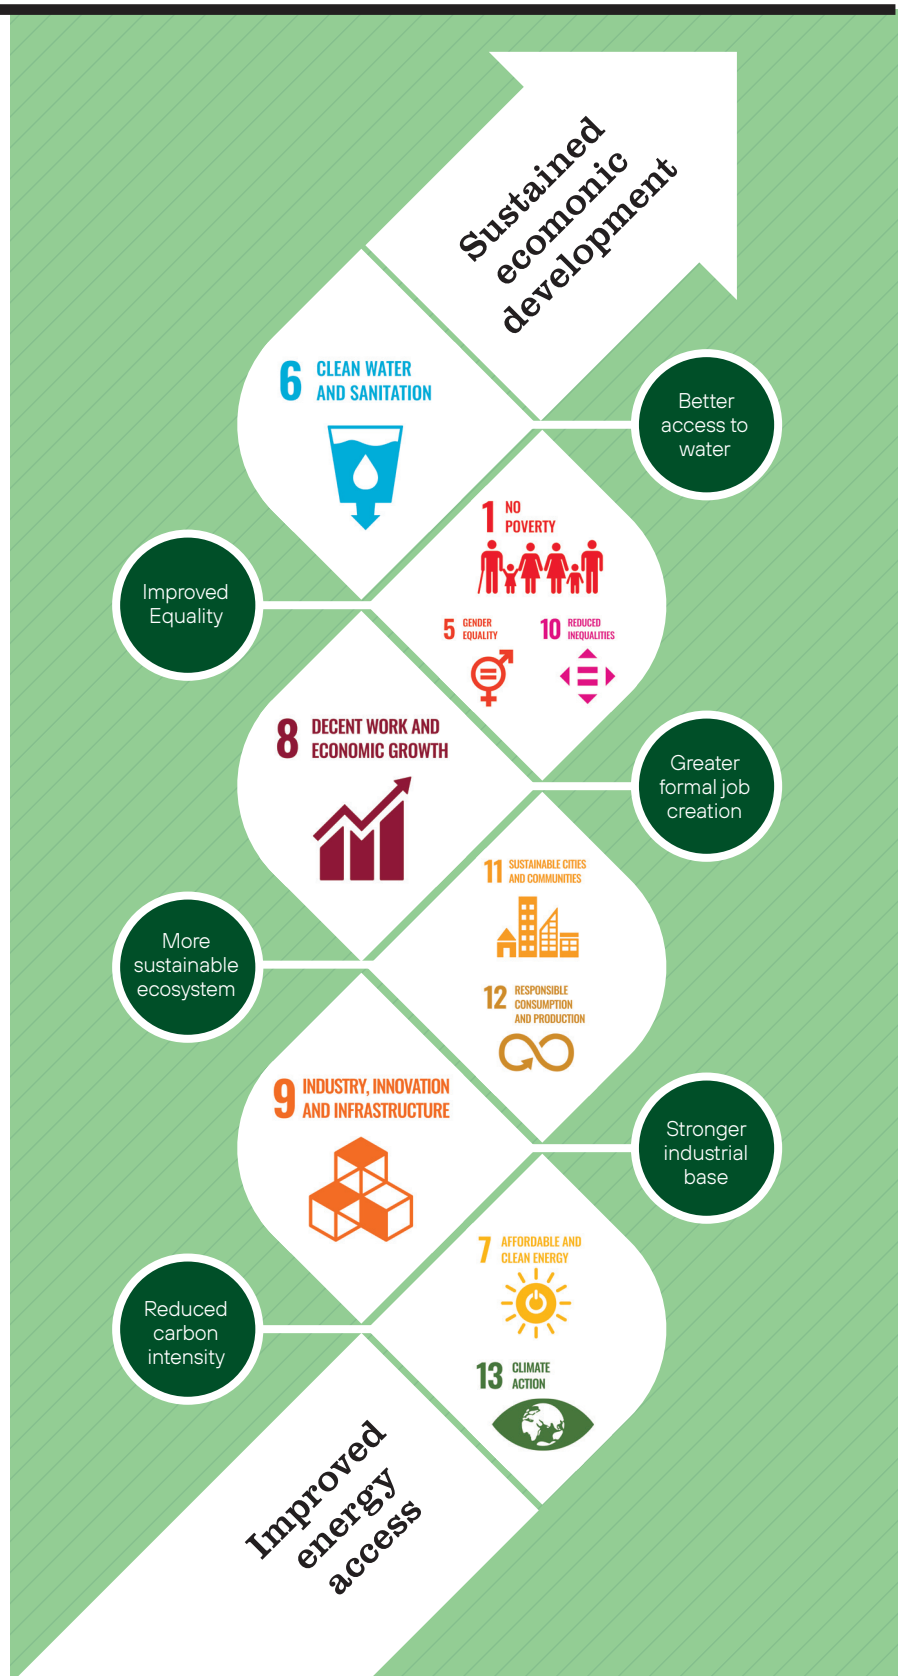 Sustained
ecomonic
development
6 CLEAN WATER
AND SANITATION
Better
access to
water
1 NO
POVERTY
Improved
Equality
5 GENDER
EQUALITY
10 REDUCED
INEQUALITIES
8 DECENT WORK AND
ECONOMIC GROWTH
Greater
formal job
creation
11 SUSTAINABLE CITIES
AND COMMUNITIES
More
sustainable
ecosystem
12 RESPONSIBLE
CONSUMPTION
AND PRODUCTION
9 INDUSTRY, INNOVATION
AND INFRASTRUCTURE
Stronger
industrial
base
7 AFFORDABLE AND
CLEAN ENERGY
Reduced
carbon
intensity
13 CLIMATE
ACTION
Improved
energy
access